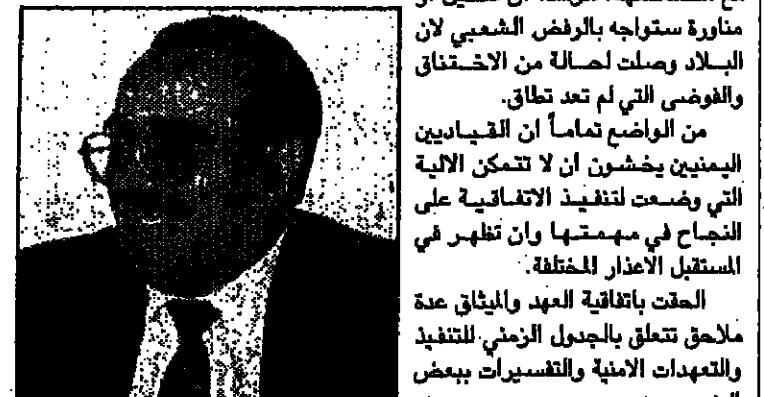 مناورة ستواجه بالرفض الشعبي لان
البلاد وصلت لحالة من الاختناق
والفوضى التي لم تعد تطاق.
من الواضح تماماً ان القياديين
اليمنيين يخشون ان لا تتمكن الالية
التي وضعت لتنفيذ الاتفاقية على
النجاح في مهمتها وان تظهر في
المستقبل الاعذار المختلفة.
الحقت باتفاقية العهد والميثاق عدة
ملاحق تتعلق بالجدول الزمني للتنفيذ
والتعهدات الامنية والتفسيرات ببعض